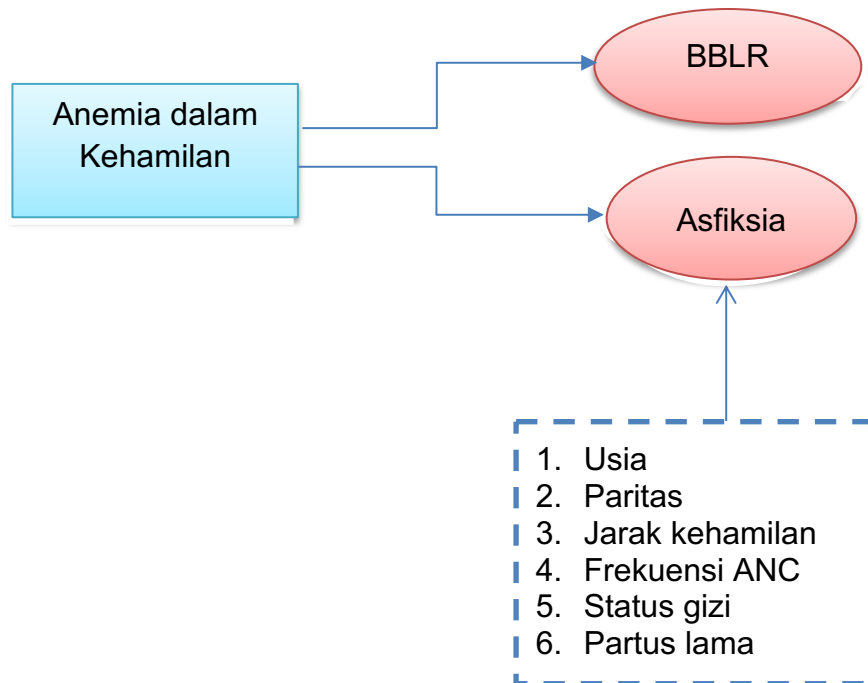 BBLR
Anemia dalam
Kehamilan
Asfiksia
1. Usia
2. Paritas
3. Jarak kehamilan
4. Frekuensi ANC
5. Status gizi
6. Partus lama